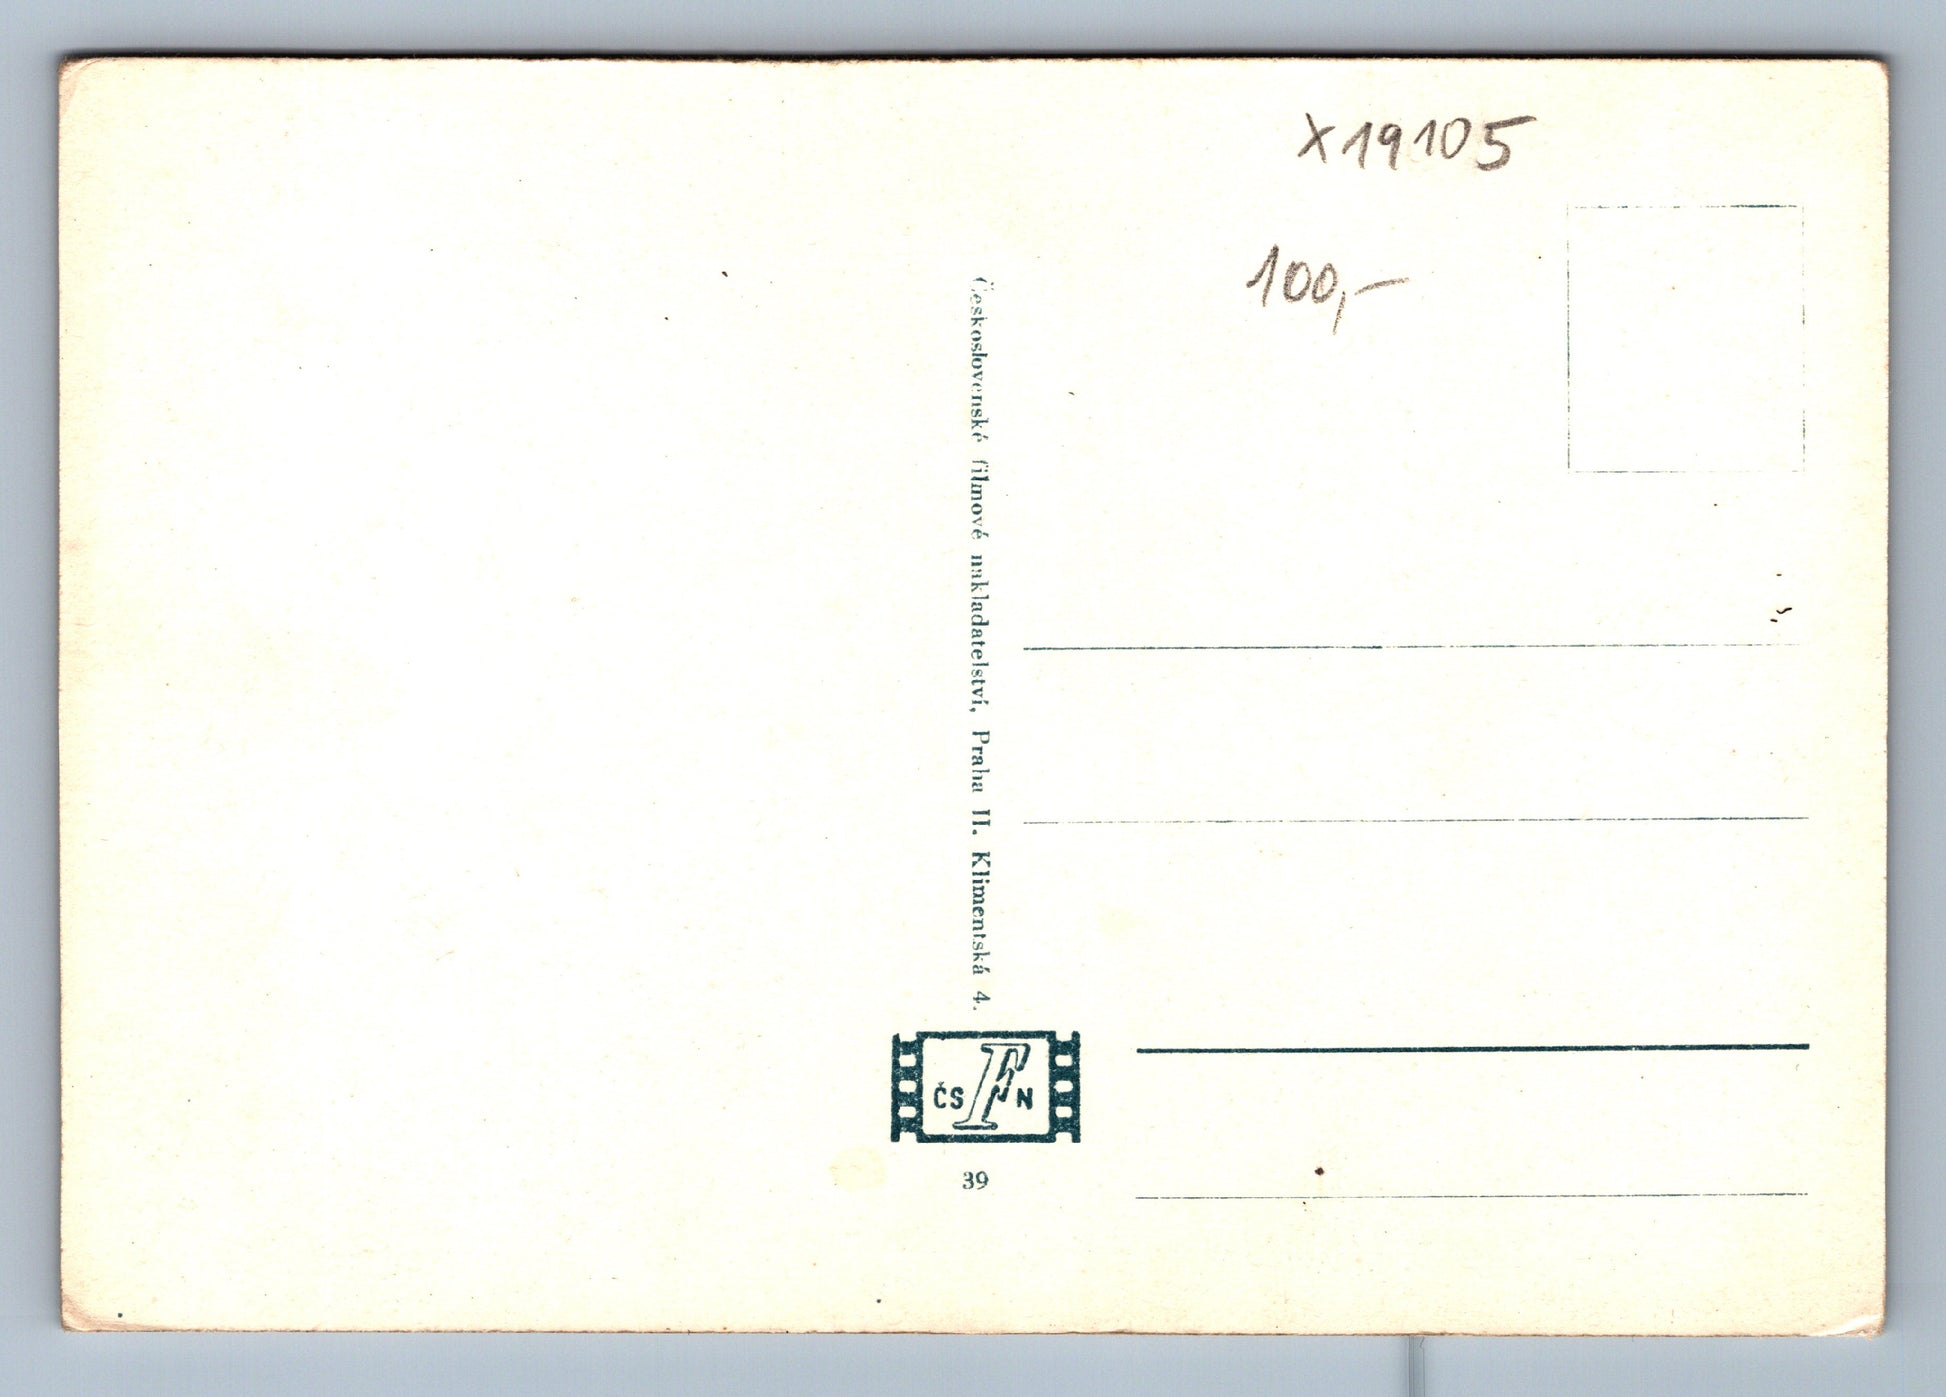 X19105
100,-
Československé filmové nakladatelství, Praha II. Klimentská 4.
ČS F N
39